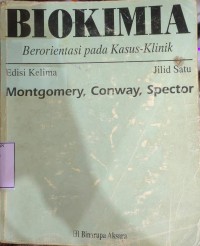 BIOKIMIA
Berorientasi pada Kasus-Klinik
Edisi Kelima Jilid Satu
Montgomery, Conway, Spector
Binarupa Aksara